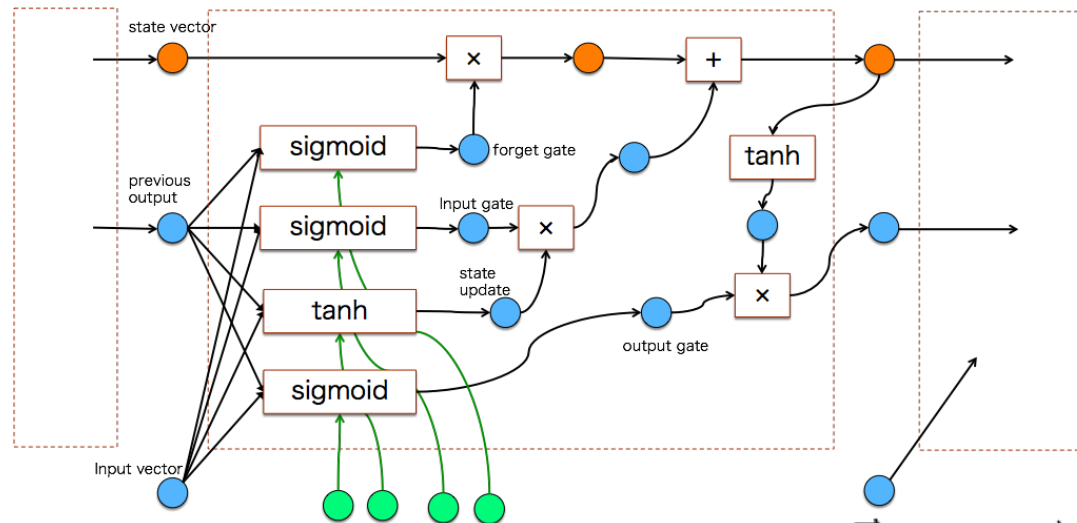 state vector
×
+
sigmoid
forget gate
tanh
previous
output
Input gate
sigmoid
×
state
update
tanh
×
output gate
sigmoid
Input vector